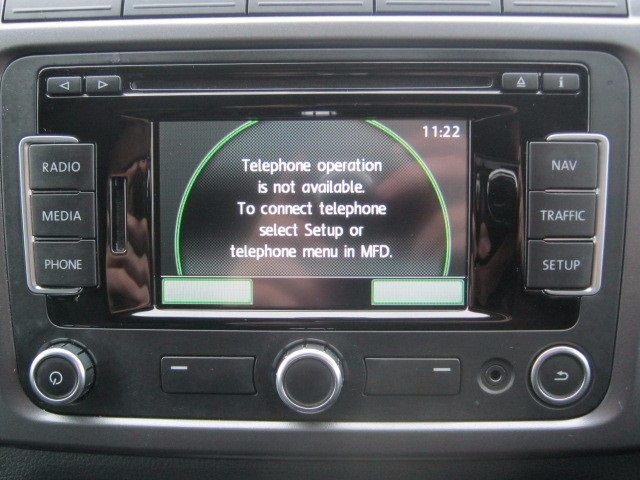 11:22
RADIO
MEDIA
PHONE
Telephone operation
is not available.
To connect telephone
select Setup or
telephone menu in MFD.
NAV
TRAFFIC
SETUP
i